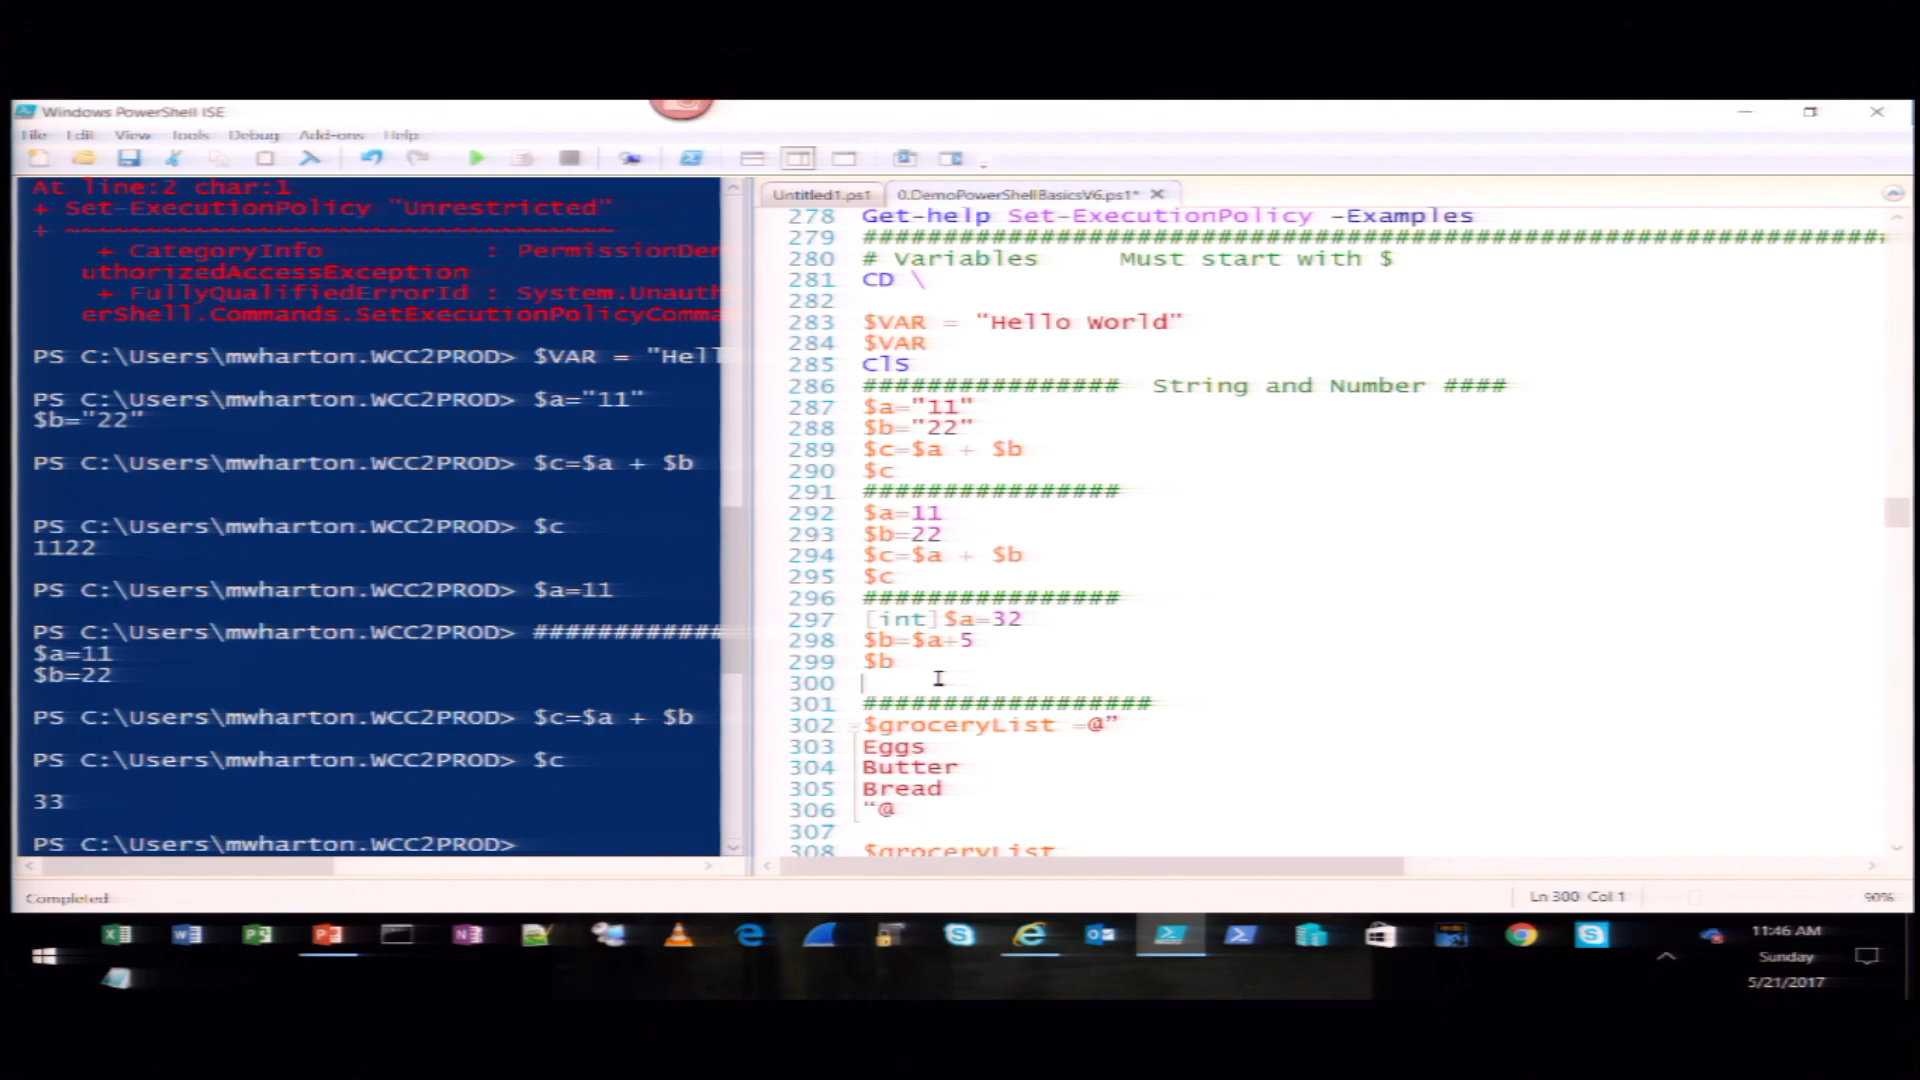 Windows PowerShell ISE
File Edit View Tools Debug Add-ons Help
At line:2 char:1
+ Set-ExecutionPolicy "Unrestricted"
+ ~~~~~~~~~~~~~~~~~~~~~~~~~~~~~~~~~~
+ CategoryInfo : PermissionDen
uthorizedAccessException
+ FullyQualifiedErrorId : System.Unauth
erShell.Commands.SetExecutionPolicyComma
PS C:\Users\mwharton.WCC2PROD> $VAR = "Hell
PS C:\Users\mwharton.WCC2PROD> $a="11"
$b="22"
PS C:\Users\mwharton.WCC2PROD> $c=$a + $b
PS C:\Users\mwharton.WCC2PROD> $c
1122
PS C:\Users\mwharton.WCC2PROD> $a=11
PS C:\Users\mwharton.WCC2PROD> ############
$a=11
$b=22
PS C:\Users\mwharton.WCC2PROD> $c=$a + $b
PS C:\Users\mwharton.WCC2PROD> $c
33
PS C:\Users\mwharton.WCC2PROD>
Completed
Untitled1.ps1 0.DemoPowerShellBasicsV6.ps1*
278 Get-help Set-ExecutionPolicy -Examples
279 ################################################################
280 # Variables Must start with $
281 CD \
282
283 $VAR = "Hello World"
284 $VAR
285 ClS
286 ################ String and Number ####
287 $a="11"
288 $b="22"
289 $c=$a + $b
290 $c
291 ################
292 $a=11
293 $b=22
294 $c=$a + $b
295 $c
296 ################
297 [int]$a=32
298 $b=$a+5
299 $b
300
301 ##################
302 $groceryList =@"
303 Eggs
304 Butter
305 Bread
306 "@
307
308 $groceryList
Ln 300 Col 1 90%
11:46 AM
Sunday
5/21/2017